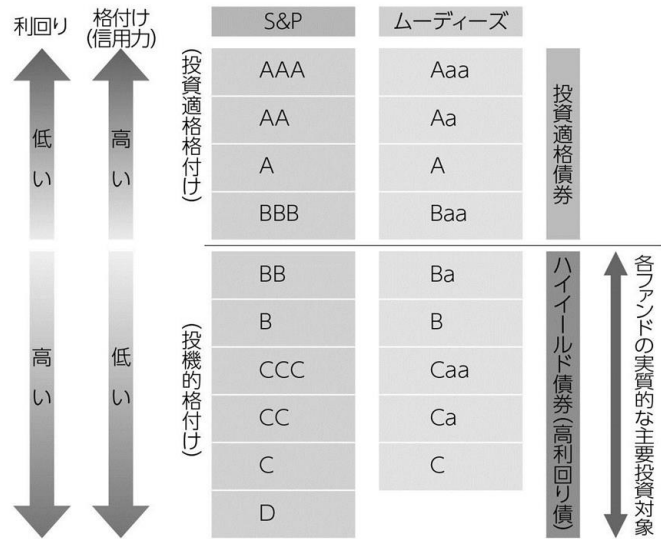 利回り
格付け
(信用力)
S&P
ムーディーズ
低い
高い
(投資適格格付け)
AAA
Aaa
AA
Aa
A
A
BBB
Baa
投資適格債券
高い
低い
(投機的格付け)
BB
Ba
B
B
CCC
Caa
CC
Ca
C
C
D
ハイイールド債券(高利回り債)
各ファンドの実質的な主要投資対象